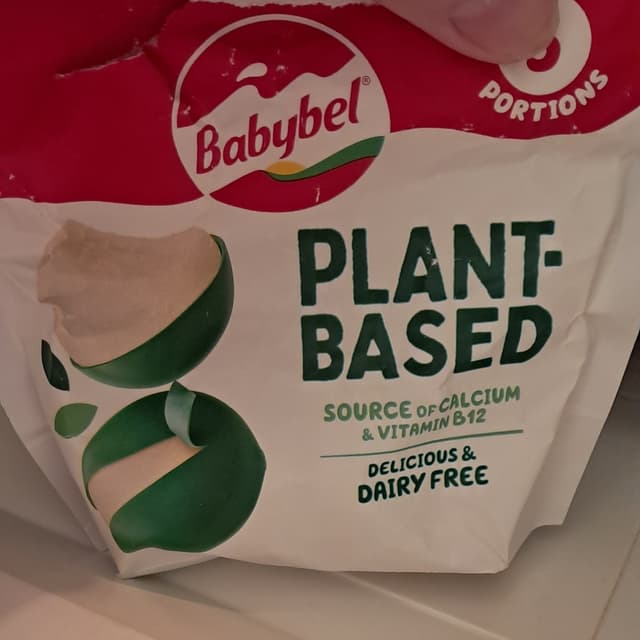 Babybel®
PORTIONS
PLANT-
BASED
SOURCE OF CALCIUM
& VITAMIN B12
DELICIOUS &
DAIRY FREE